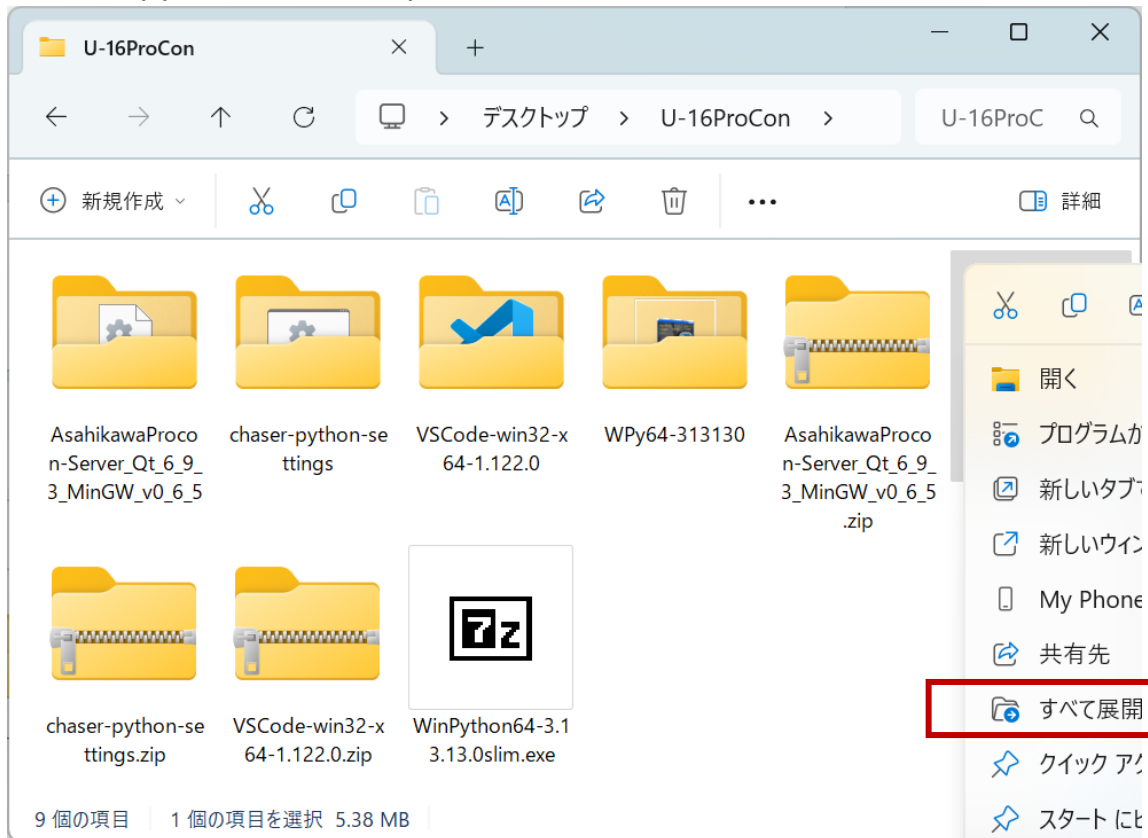 U-16ProCon
デスクトップ > U-16ProCon >
U-16ProC
新規作成
詳細
AsahikawaProco
n-Server_Qt_6_9_
3_MinGW_v0_6_5
chaser-python-se
ttings
VSCode-win32-x
64-1.122.0
WPy64-313130
AsahikawaProco
n-Server_Qt_6_9_
3_MinGW_v0_6_5
.zip
chaser-python-se
ttings.zip
VSCode-win32-x
64-1.122.0.zip
7z
WinPython64-3.1
3.13.0slim.exe
開く
プログラムか
新しいタブで
新しいウィン
My Phone
共有先
すべて展開
クイック アク
スタート にピ
9 個の項目
1 個の項目を選択 5.38 MB